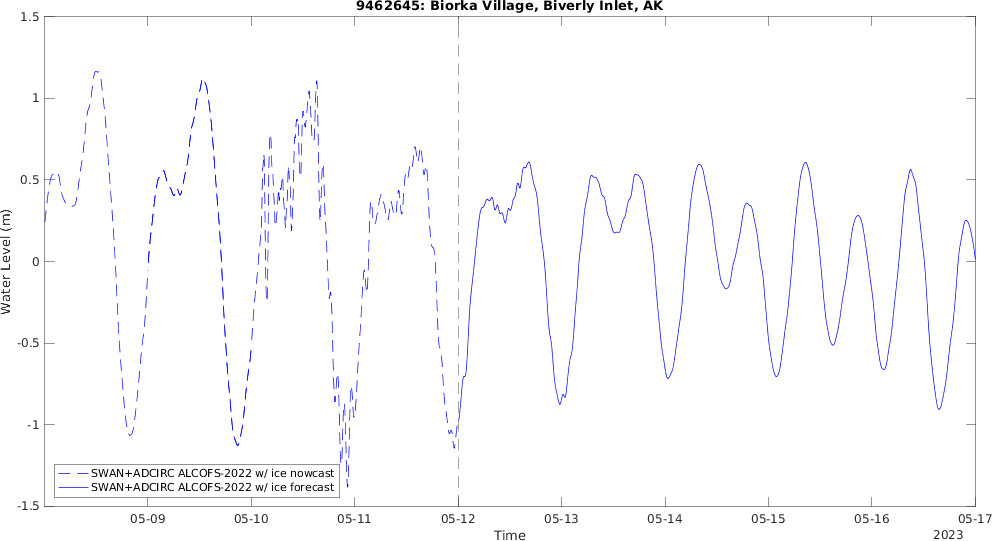 9462645: Biorka Village, Biverly Inlet, AK
1.5
1
0.5
0
-0.5
-1
-1.5
Water Level (m)
SWAN+ADCIRC ALCOFS-2022 w/ ice nowcast
SWAN+ADCIRC ALCOFS-2022 w/ ice forecast
05-09 05-10 05-11 05-12 05-13 05-14 05-15 05-16 05-17
Time
2023